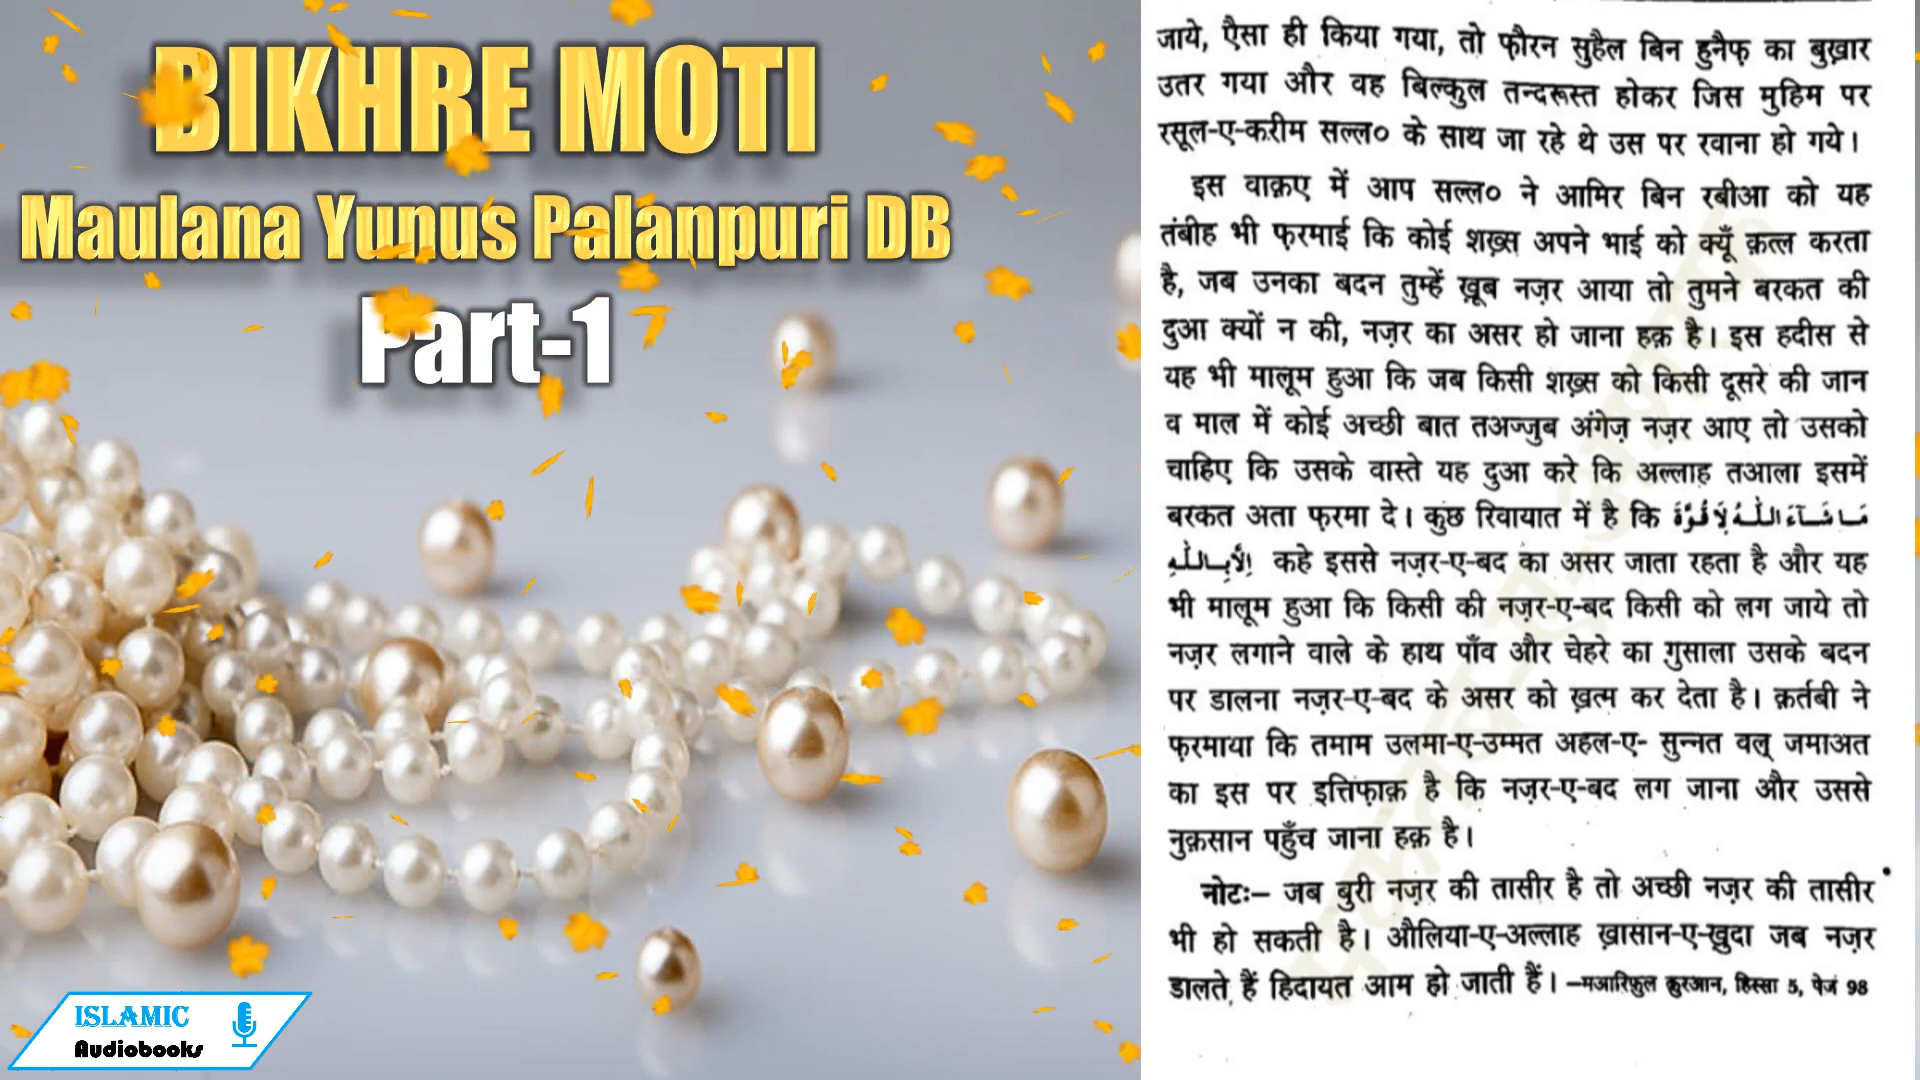 BIKHRE MOTI
Maulana Yunus Palanpuri DB
Part-1
ISLAMIC
Audiobooks
जाये, ऐसा ही किया गया, तो फ़ौरन सुहैल बिन हुनैफ़ का बुख़ार
उतर गया और वह बिल्कुल तन्दरूस्त होकर जिस मुहिम पर
रसूल-ए-करीम सल्ल० के साथ जा रहे थे उस पर रवाना हो गये।
इस वाक़ए में आप सल्ल० ने आमिर बिन रबीआ को यह
तंबीह भी फ़रमाई कि कोई शख़्स अपने भाई को क्यूँ क़त्ल करता
है, जब उनका बदन तुम्हें ख़ूब नज़र आया तो तुमने बरकत की
दुआ क्यों न की, नज़र का असर हो जाना हक़ है। इस हदीस से
यह भी मालूम हुआ कि जब किसी शख़्स को किसी दूसरे की जान
व माल में कोई अच्छी बात तअज्जुब अंगेज़ नज़र आए तो उसको
चाहिए कि उसके वास्ते यह दुआ करे कि अल्लाह तआला इसमें
बरकत अता फ़रमा दे। कुछ रिवायात में है कि مَا شَآءَ اللّٰهُ لَا قُوَّةَ
اِلَّا بِاللّٰهِ कहे इससे नज़र-ए-बद का असर जाता रहता है और यह
भी मालूम हुआ कि किसी की नज़र-ए-बद किसी को लग जाये तो
नज़र लगाने वाले के हाथ पाँव और चेहरे का ग़ुसाला उसके बदन
पर डालना नज़र-ए-बद के असर को ख़त्म कर देता है। क़र्तबी ने
फ़रमाया कि तमाम उलमा-ए-उम्मत अहल-ए- सुन्नत वल् जमाअत
का इस पर इत्तिफ़ाक़ है कि नज़र-ए-बद लग जाना और उससे
नुक़सान पहुँच जाना हक़ है।
नोटः– जब बुरी नज़र की तासीर है तो अच्छी नज़र की तासीर
भी हो सकती है। औलिया-ए-अल्लाह ख़ासान-ए-ख़ुदा जब नज़र
डालते हैं हिदायत आम हो जाती हैं। –मआरिफ़ुल क़ुरआन, हिस्सा 5, पेज 98